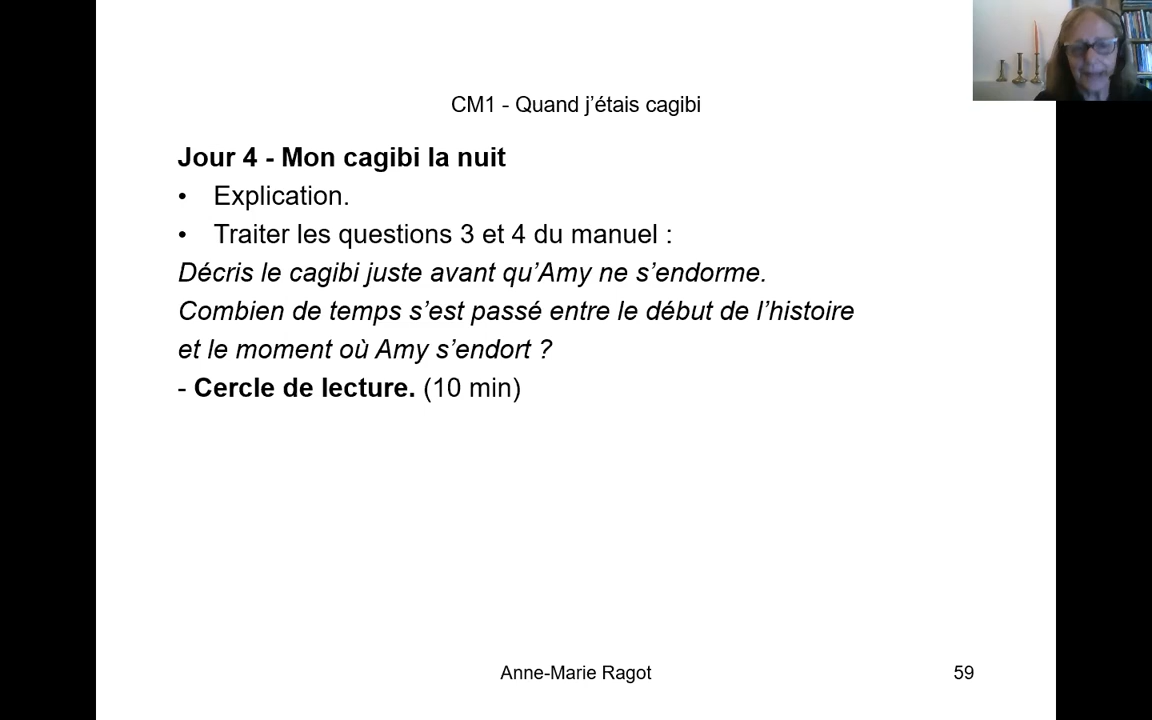 CM1 - Quand j’étais cagibi
Jour 4 - Mon cagibi la nuit
• Explication.
• Traiter les questions 3 et 4 du manuel :
Décris le cagibi juste avant qu’Amy ne s’endorme.
Combien de temps s’est passé entre le début de l’histoire
et le moment où Amy s’endort ?
- Cercle de lecture. (10 min)
Anne-Marie Ragot
59